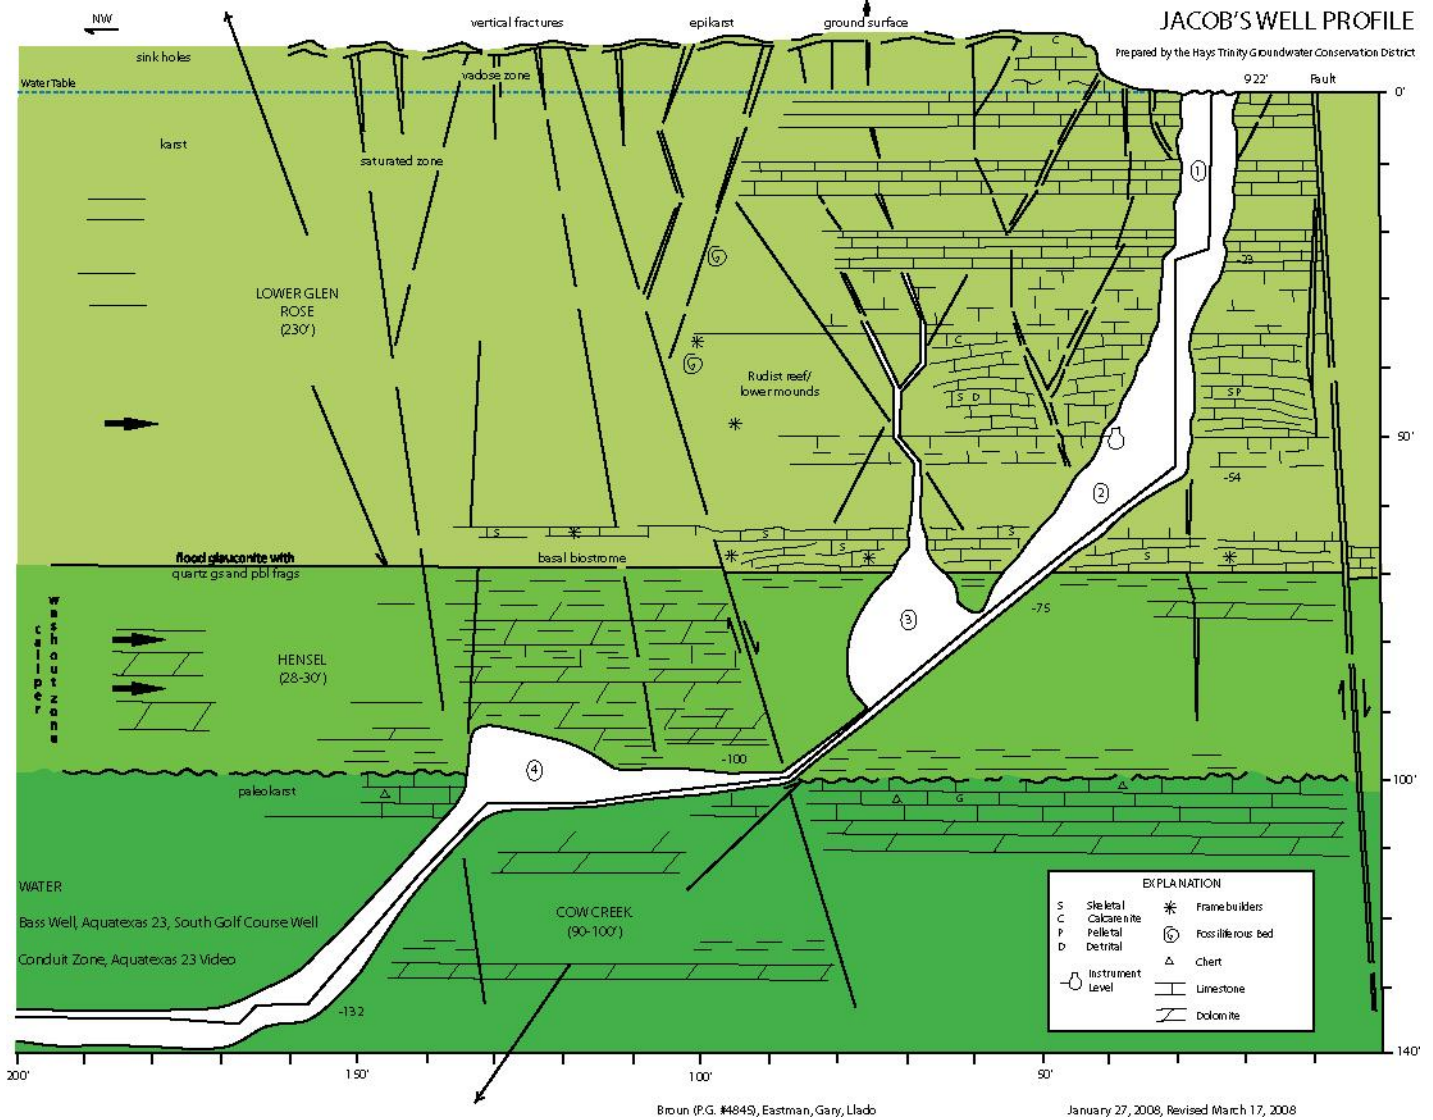 JACOB'S WELL PROFILE
Prepared by the Hays Trinity Groundwater Conservation District
NW
vertical fractures
epikarst
ground surface
C
sink holes
vadose zone
922'
Fault
Water Table
0'
karst
saturated zone
1
G
-23
LOWER GLEN
ROSE
(230')
C
G
Rudist reef/
lower mounds
S D
S P
50'
-54
2
S
S
S
basal biostrome
S
S
flood glauconite with
quartz gs and pbl frags
-75
3
caliper
washout zone
HENSEL
(28-30')
-100
4
100'
paleokarst
G
WATER
Bass Well, Aquatexas 23, South Golf Course Well
Conduit Zone, Aquatexas 23 Video
COW CREEK
(90-100')
-132
EXPLANATION
S Skeletal
C Calcarenite
P Pelletal
D Detrital
Instrument
Level
Framebuilders
Fossiliferous Bed
Chert
Limestone
Dolomite
140'
200'
150'
100'
50'
Broun (P.G. #4845), Eastman, Gary, Llado
January 27, 2008, Revised March 17, 2008